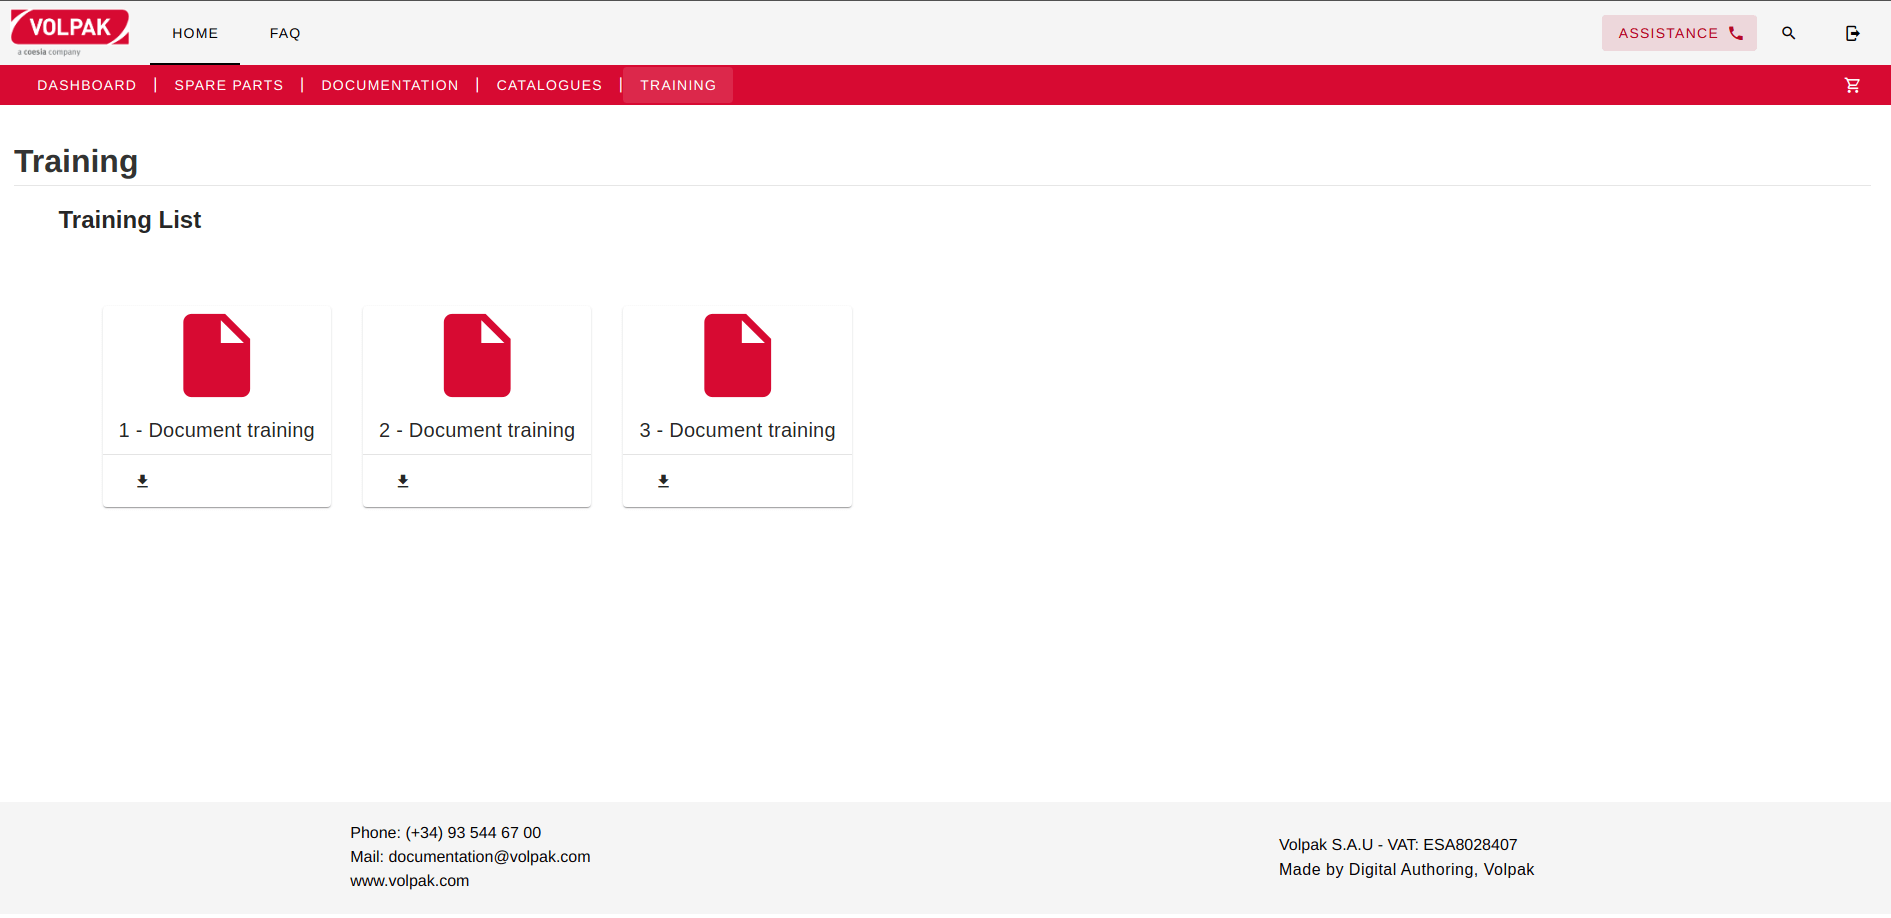 VOLPAK
a coesia company
HOME
FAQ
ASSISTANCE
DASHBOARD | SPARE PARTS | DOCUMENTATION | CATALOGUES | TRAINING
Training
Training List
1 - Document training
2 - Document training
3 - Document training
Phone: (+34) 93 544 67 00
Mail: documentation@volpak.com
www.volpak.com
Volpak S.A.U - VAT: ESA8028407
Made by Digital Authoring, Volpak